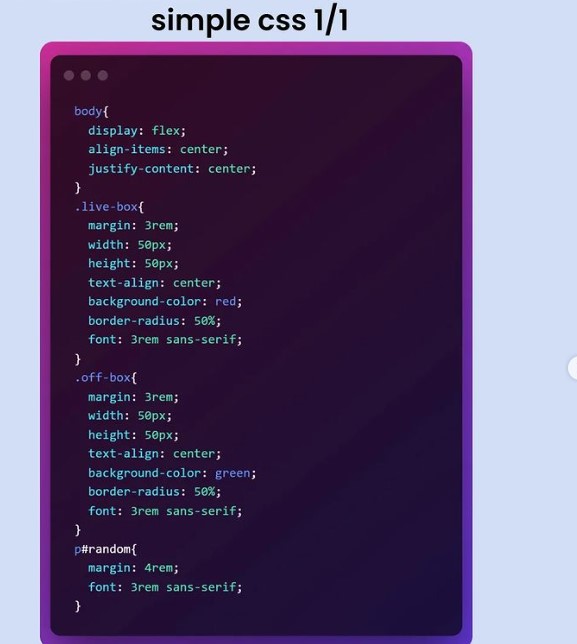 simple css 1/1
body{
  display: flex;
  align-items: center;
  justify-content: center;
}
.live-box{
  margin: 3rem;
  width: 50px;
  height: 50px;
  text-align: center;
  background-color: red;
  border-radius: 50%;
  font: 3rem sans-serif;
}
.off-box{
  margin: 3rem;
  width: 50px;
  height: 50px;
  text-align: center;
  background-color: green;
  border-radius: 50%;
  font: 3rem sans-serif;
}
p#random{
  margin: 4rem;
  font: 3rem sans-serif;
}